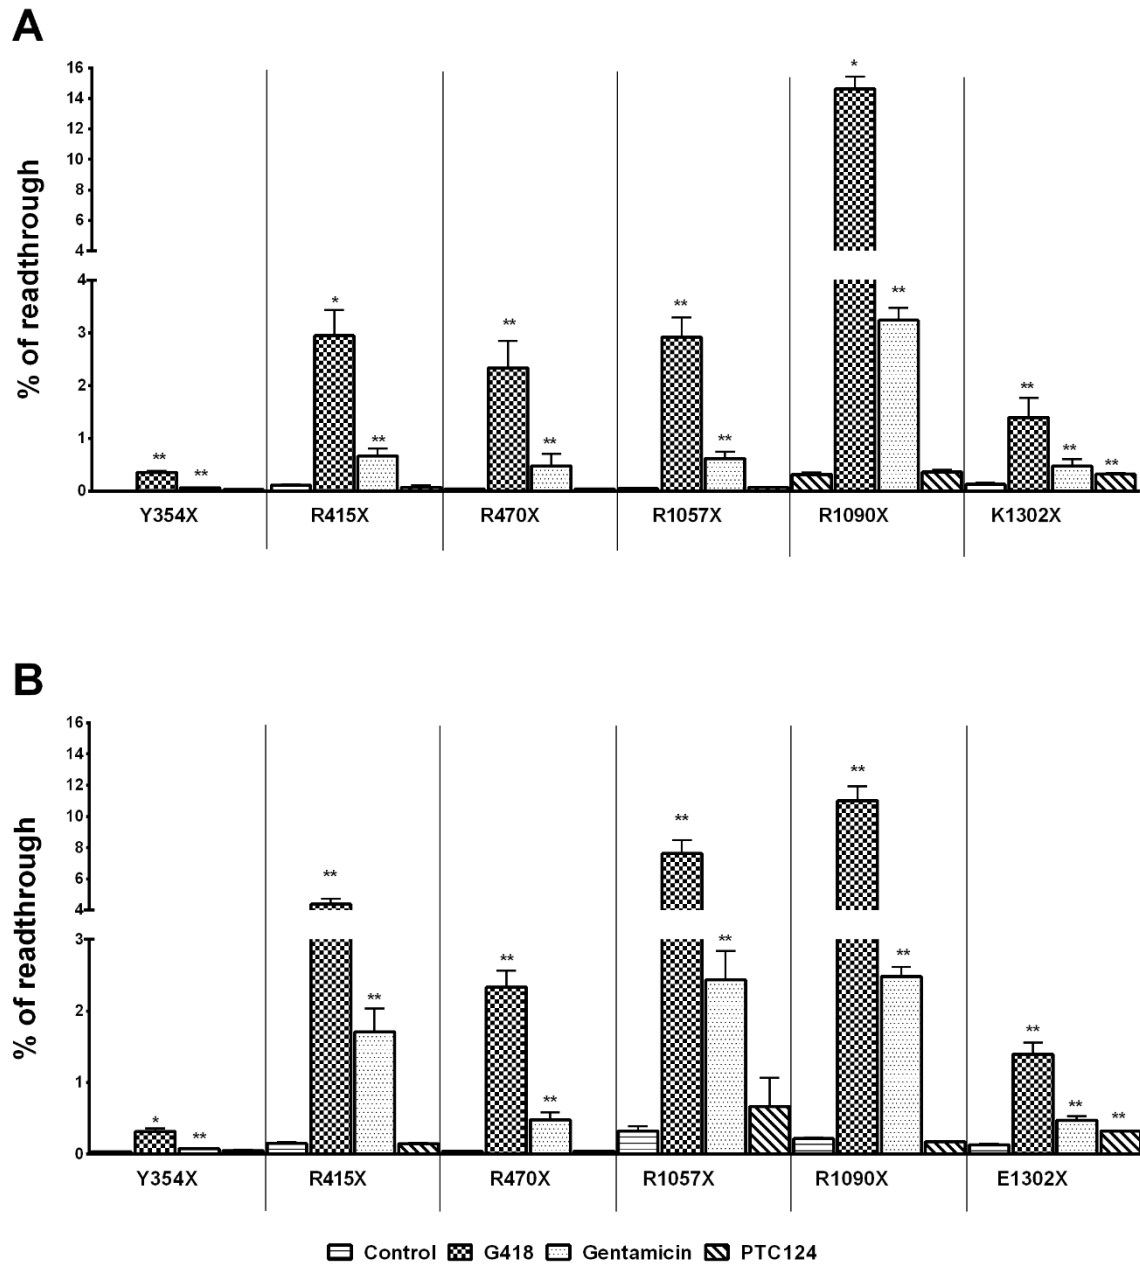 A
% of readthrough
16
14
12
10
8
6
4
4
3
2
1
0
** ** * ** ** ** ** ** * ** ** ** **
Y354X R415X R470X R1057X R1090X K1302X
B
% of readthrough
16
14
12
10
8
6
4
3
2
1
0
* ** ** ** ** ** ** ** ** ** ** ** **
Y354X R415X R470X R1057X R1090X E1302X
Control G418 Gentamicin PTC124